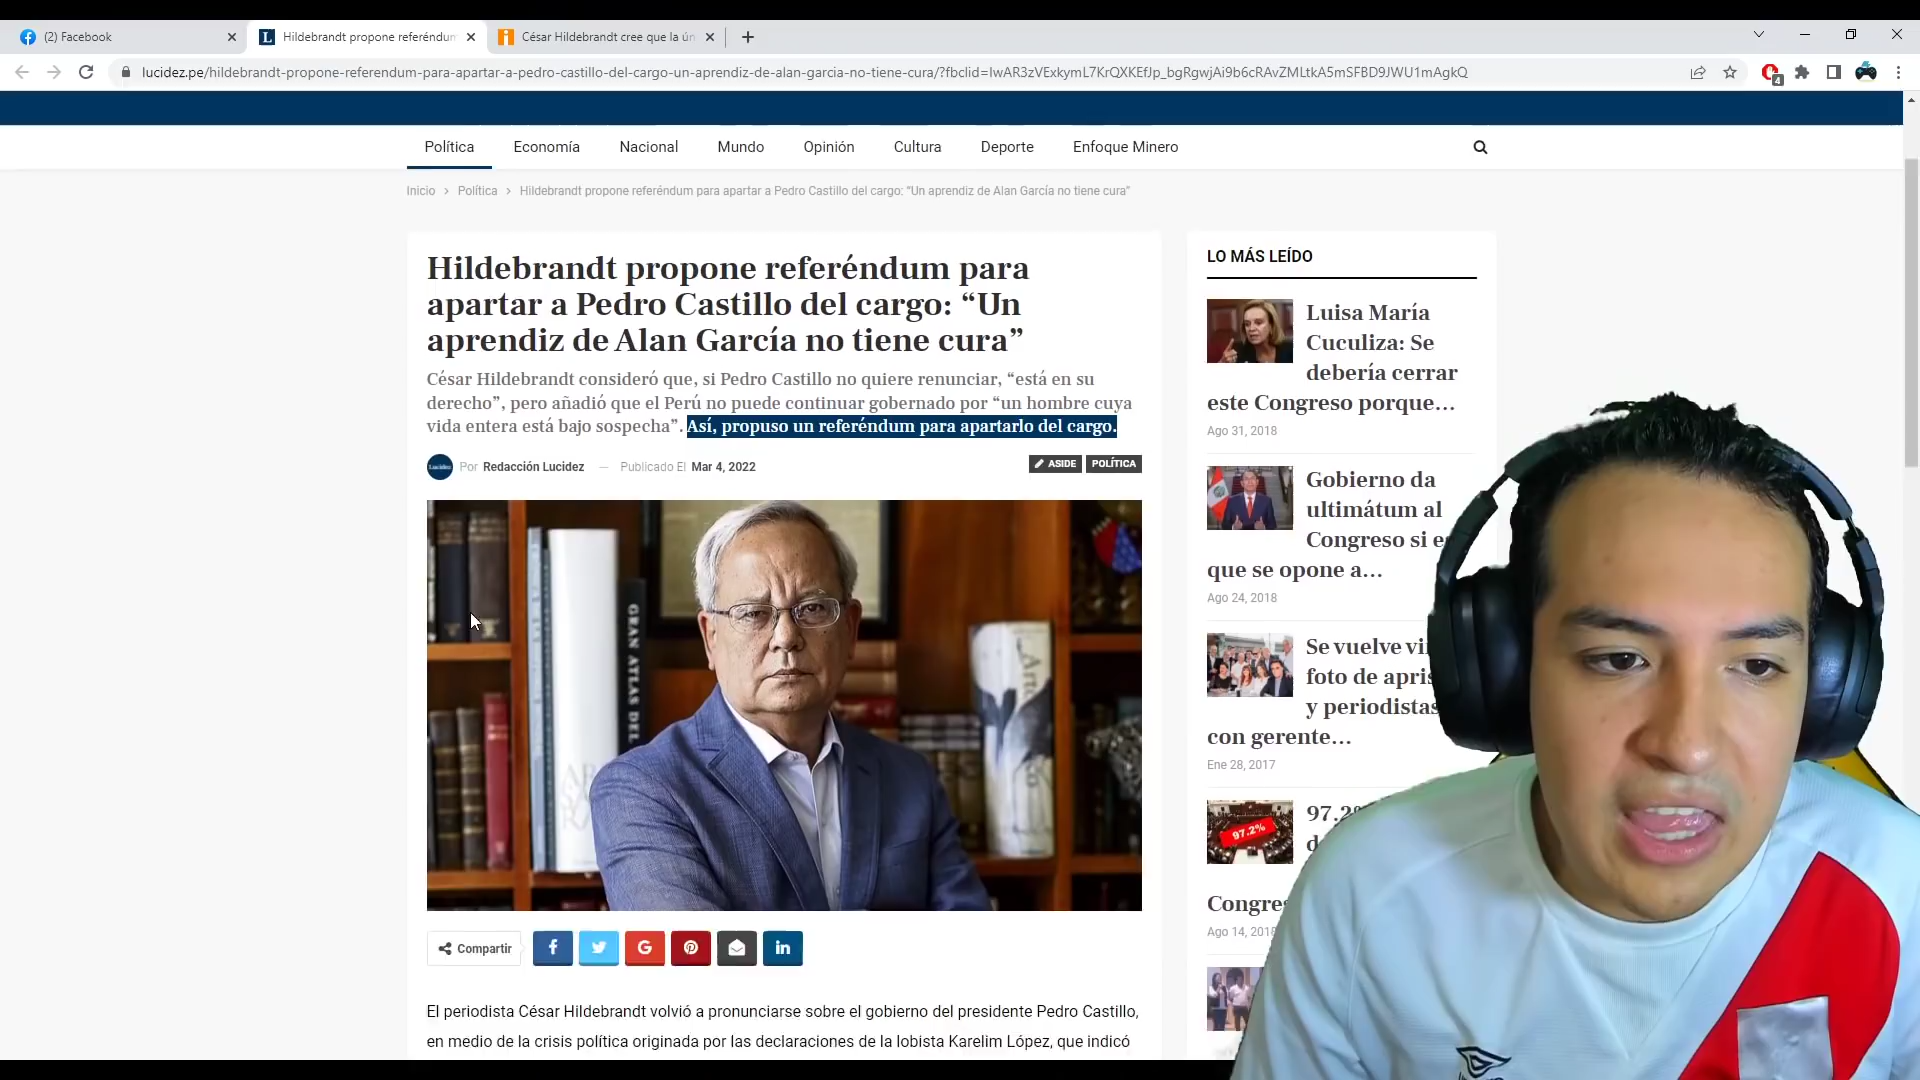 (2) Facebook
Hildebrandt propone referéndum
César Hildebrandt cree que la ún
lucidez.pe/hildebrandt-propone-referendum-para-apartar-a-pedro-castillo-del-cargo-un-aprendiz-de-alan-garcia-no-tiene-cura/?fbclid=IwAR3zVExkymL7KrQXKEfJp_bgRgwjAi9b6cRAvZMLtkA5mSFBD9JWU1mAgkQ
4
Política Economía Nacional Mundo Opinión Cultura Deporte Enfoque Minero
Inicio > Política > Hildebrandt propone referéndum para apartar a Pedro Castillo del cargo: “Un aprendiz de Alan García no tiene cura”
Hildebrandt propone referéndum para
apartar a Pedro Castillo del cargo: “Un
aprendiz de Alan García no tiene cura”
César Hildebrandt consideró que, si Pedro Castillo no quiere renunciar, “está en su
derecho”, pero añadió que el Perú no puede continuar gobernado por “un hombre cuya
vida entera está bajo sospecha”. Así, propuso un referéndum para apartarlo del cargo.
Lucidez
Por Redacción Lucidez — Publicado El Mar 4, 2022
ASIDE POLÍTICA
GRAN ATLAS DEL
Compartir
El periodista César Hildebrandt volvió a pronunciarse sobre el gobierno del presidente Pedro Castillo,
en medio de la crisis política originada por las declaraciones de la lobista Karelim López, que indicó
LO MÁS LEÍDO
Luisa María
Cuculiza: Se
debería cerrar
este Congreso porque...
Ago 31, 2018
Gobierno da
ultimátum al
Congreso si e
que se opone a...
Ago 24, 2018
Se vuelve vi
foto de apris
y periodistas
con gerente...
Ene 28, 2017
97.2%
97.2
d
Congre
Ago 14, 2018